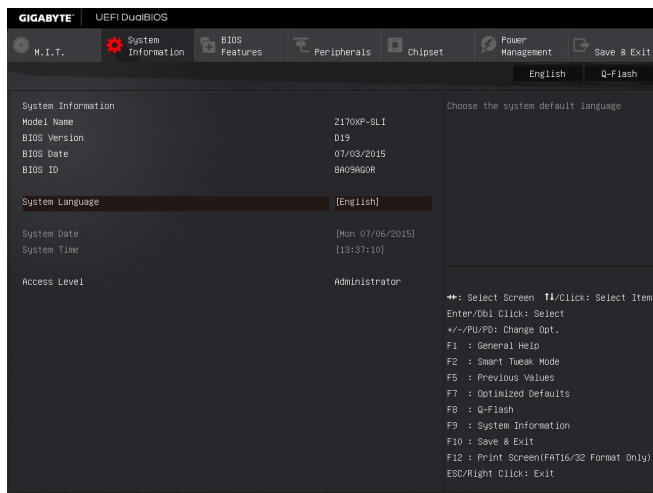 GIGABYTE™ UEFI DualBIOS
M.I.T.
System Information
BIOS Features
Peripherals
Chipset
Power Management
Save & Exit
English Q-Flash
System Information
Model Name Z170XP-SLI
BIOS Version D19
BIOS Date 07/03/2015
BIOS ID 8A09AG0R
System Language [English]
System Date [Mon 07/06/2015]
System Time [13:37:10]
Access Level Administrator
Choose the system default language
→←: Select Screen ↑↓/Click: Select Item
Enter/Dbl Click: Select
+/-/PU/PD: Change Opt.
F1 : General Help
F2 : Smart Tweak Mode
F5 : Previous Values
F7 : Optimized Defaults
F8 : Q-Flash
F9 : System Information
F10 : Save & Exit
F12 : Print Screen(FAT16/32 Format Only)
ESC/Right Click: Exit